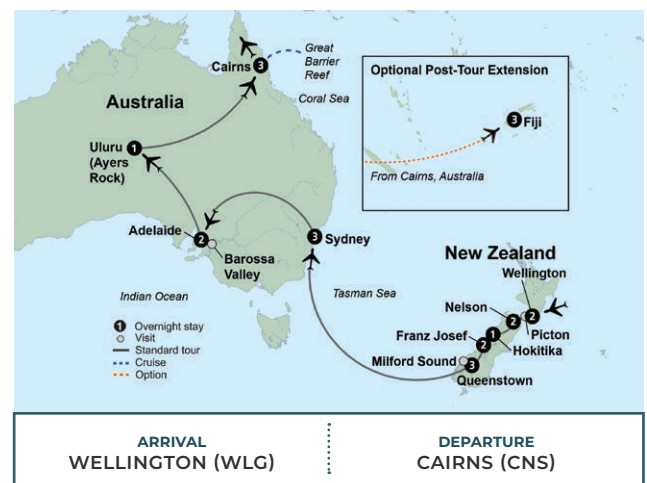 Great
Barrier
Reef
Cairns 3
Coral Sea
Australia
Uluru 1
(Ayers
Rock)
Adelaide
2
Barossa
Valley
3 Sydney
Indian Ocean
Tasman Sea
1 Overnight stay
Visit
Standard tour
Cruise
Option
Optional Post-Tour Extension
3 Fiji
From Cairns, Australia
New Zealand
Wellington
2
Nelson 2
Picton
Franz Josef 2
1
Hokitika
Milford Sound
3
Queenstown
ARRIVAL
WELLINGTON (WLG)
DEPARTURE
CAIRNS (CNS)